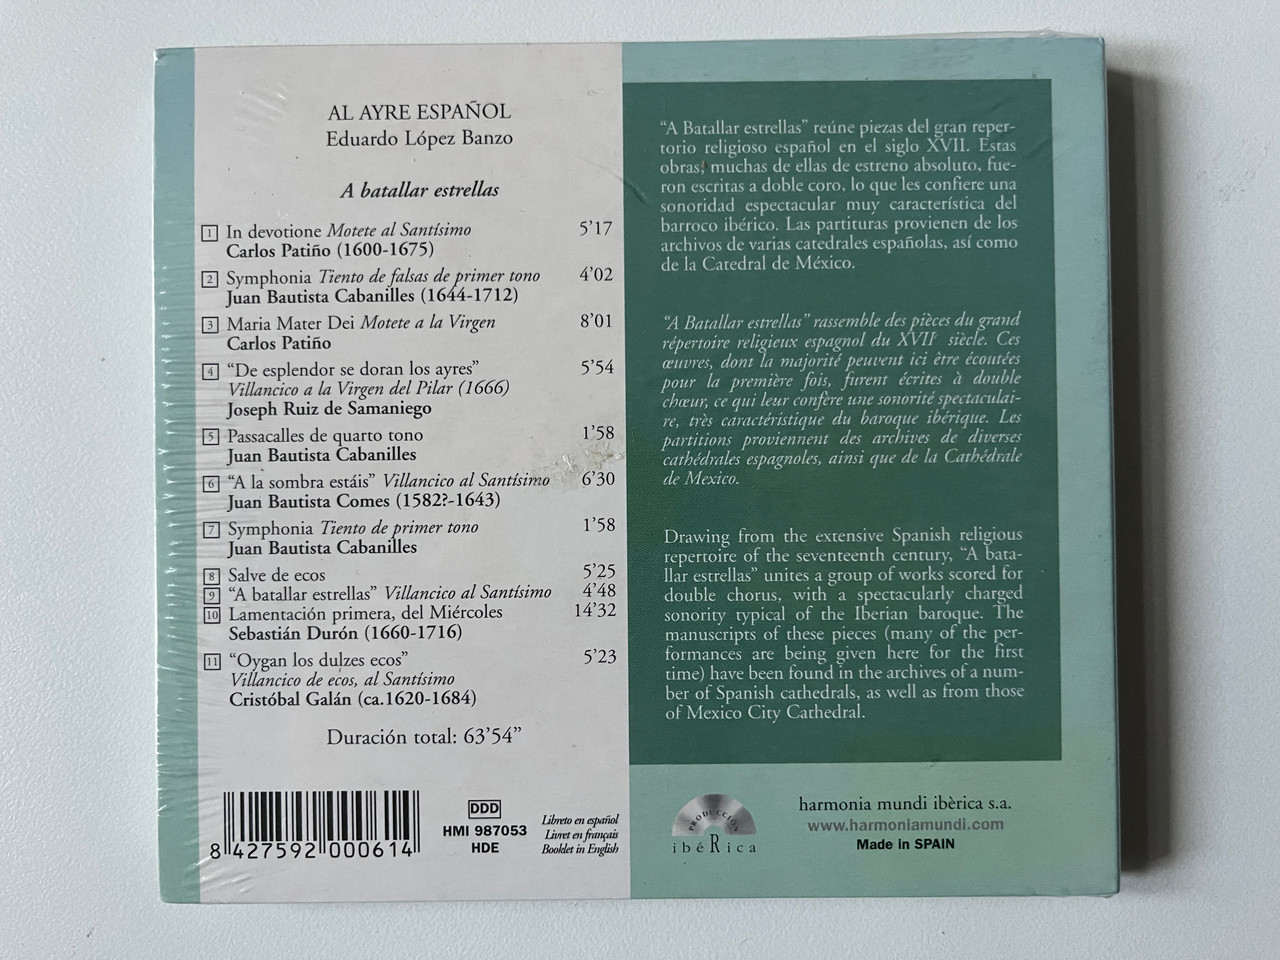 AL AYRE ESPAÑOL
Eduardo López Banzo
A batallar estrellas
1 In devotione Motete al Santísimo 5’17
Carlos Patiño (1600-1675)
2 Symphonia Tiento de falsas de primer tono 4’02
Juan Bautista Cabanilles (1644-1712)
3 Maria Mater Dei Motete a la Virgen 8’01
Carlos Patiño
4 “De esplendor se doran los ayres” 5’54
Villancico a la Virgen del Pilar (1666)
Joseph Ruiz de Samaniego
5 Passacalles de quarto tono 1’58
Juan Bautista Cabanilles
6 “A la sombra estáis” Villancico al Santísimo 6’30
Juan Bautista Comes (1582?-1643)
7 Symphonia Tiento de primer tono 1’58
Juan Bautista Cabanilles
8 Salve de ecos 5’25
9 “A batallar estrellas” Villancico al Santísimo 4’48
10 Lamentación primera, del Miércoles 14’32
Sebastián Durón (1660-1716)
11 “Oygan los dulzes ecos” 5’23
Villancico de ecos, al Santísimo
Cristóbal Galán (ca.1620-1684)
Duración total: 63’54”
8 427592 000614
DDD
HMI 987053
HDE
Libreto en español
Livret en français
Booklet in English
“A Batallar estrellas” reúne piezas del gran reper-
torio religioso español en el siglo XVII. Estas
obras, muchas de ellas de estreno absoluto, fue-
ron escritas a doble coro, lo que les confiere una
sonoridad espectacular muy característica del
barroco ibérico. Las partituras provienen de los
archivos de varias catedrales españolas, así como
de la Catedral de México.
“A Batallar estrellas” rassemble des pièces du grand
répertoire religieux espagnol du XVIIᵉ siècle. Ces
œuvres, dont la majorité peuvent ici être écoutées
pour la première fois, furent écrites à double
chœur, ce qui leur confère une sonorité spectaculai-
re, très caractéristique du baroque ibérique. Les
partitions proviennent des archives de diverses
cathédrales espagnoles, ainsi que de la Cathédrale
de Mexico.
Drawing from the extensive Spanish religious
repertoire of the seventeenth century, “A bata-
llar estrellas” unites a group of works scored for
double chorus, with a spectacularly charged
sonority typical of the Iberian baroque. The
manuscripts of these pieces (many of the per-
formances are being given here for the first
time) have been found in the archives of a num-
ber of Spanish cathedrals, as well as from those
of Mexico City Cathedral.
PRODUCCIÓN
ibéRica
harmonia mundi ibèrica s.a.
www.harmoniamundi.com
Made in SPAIN